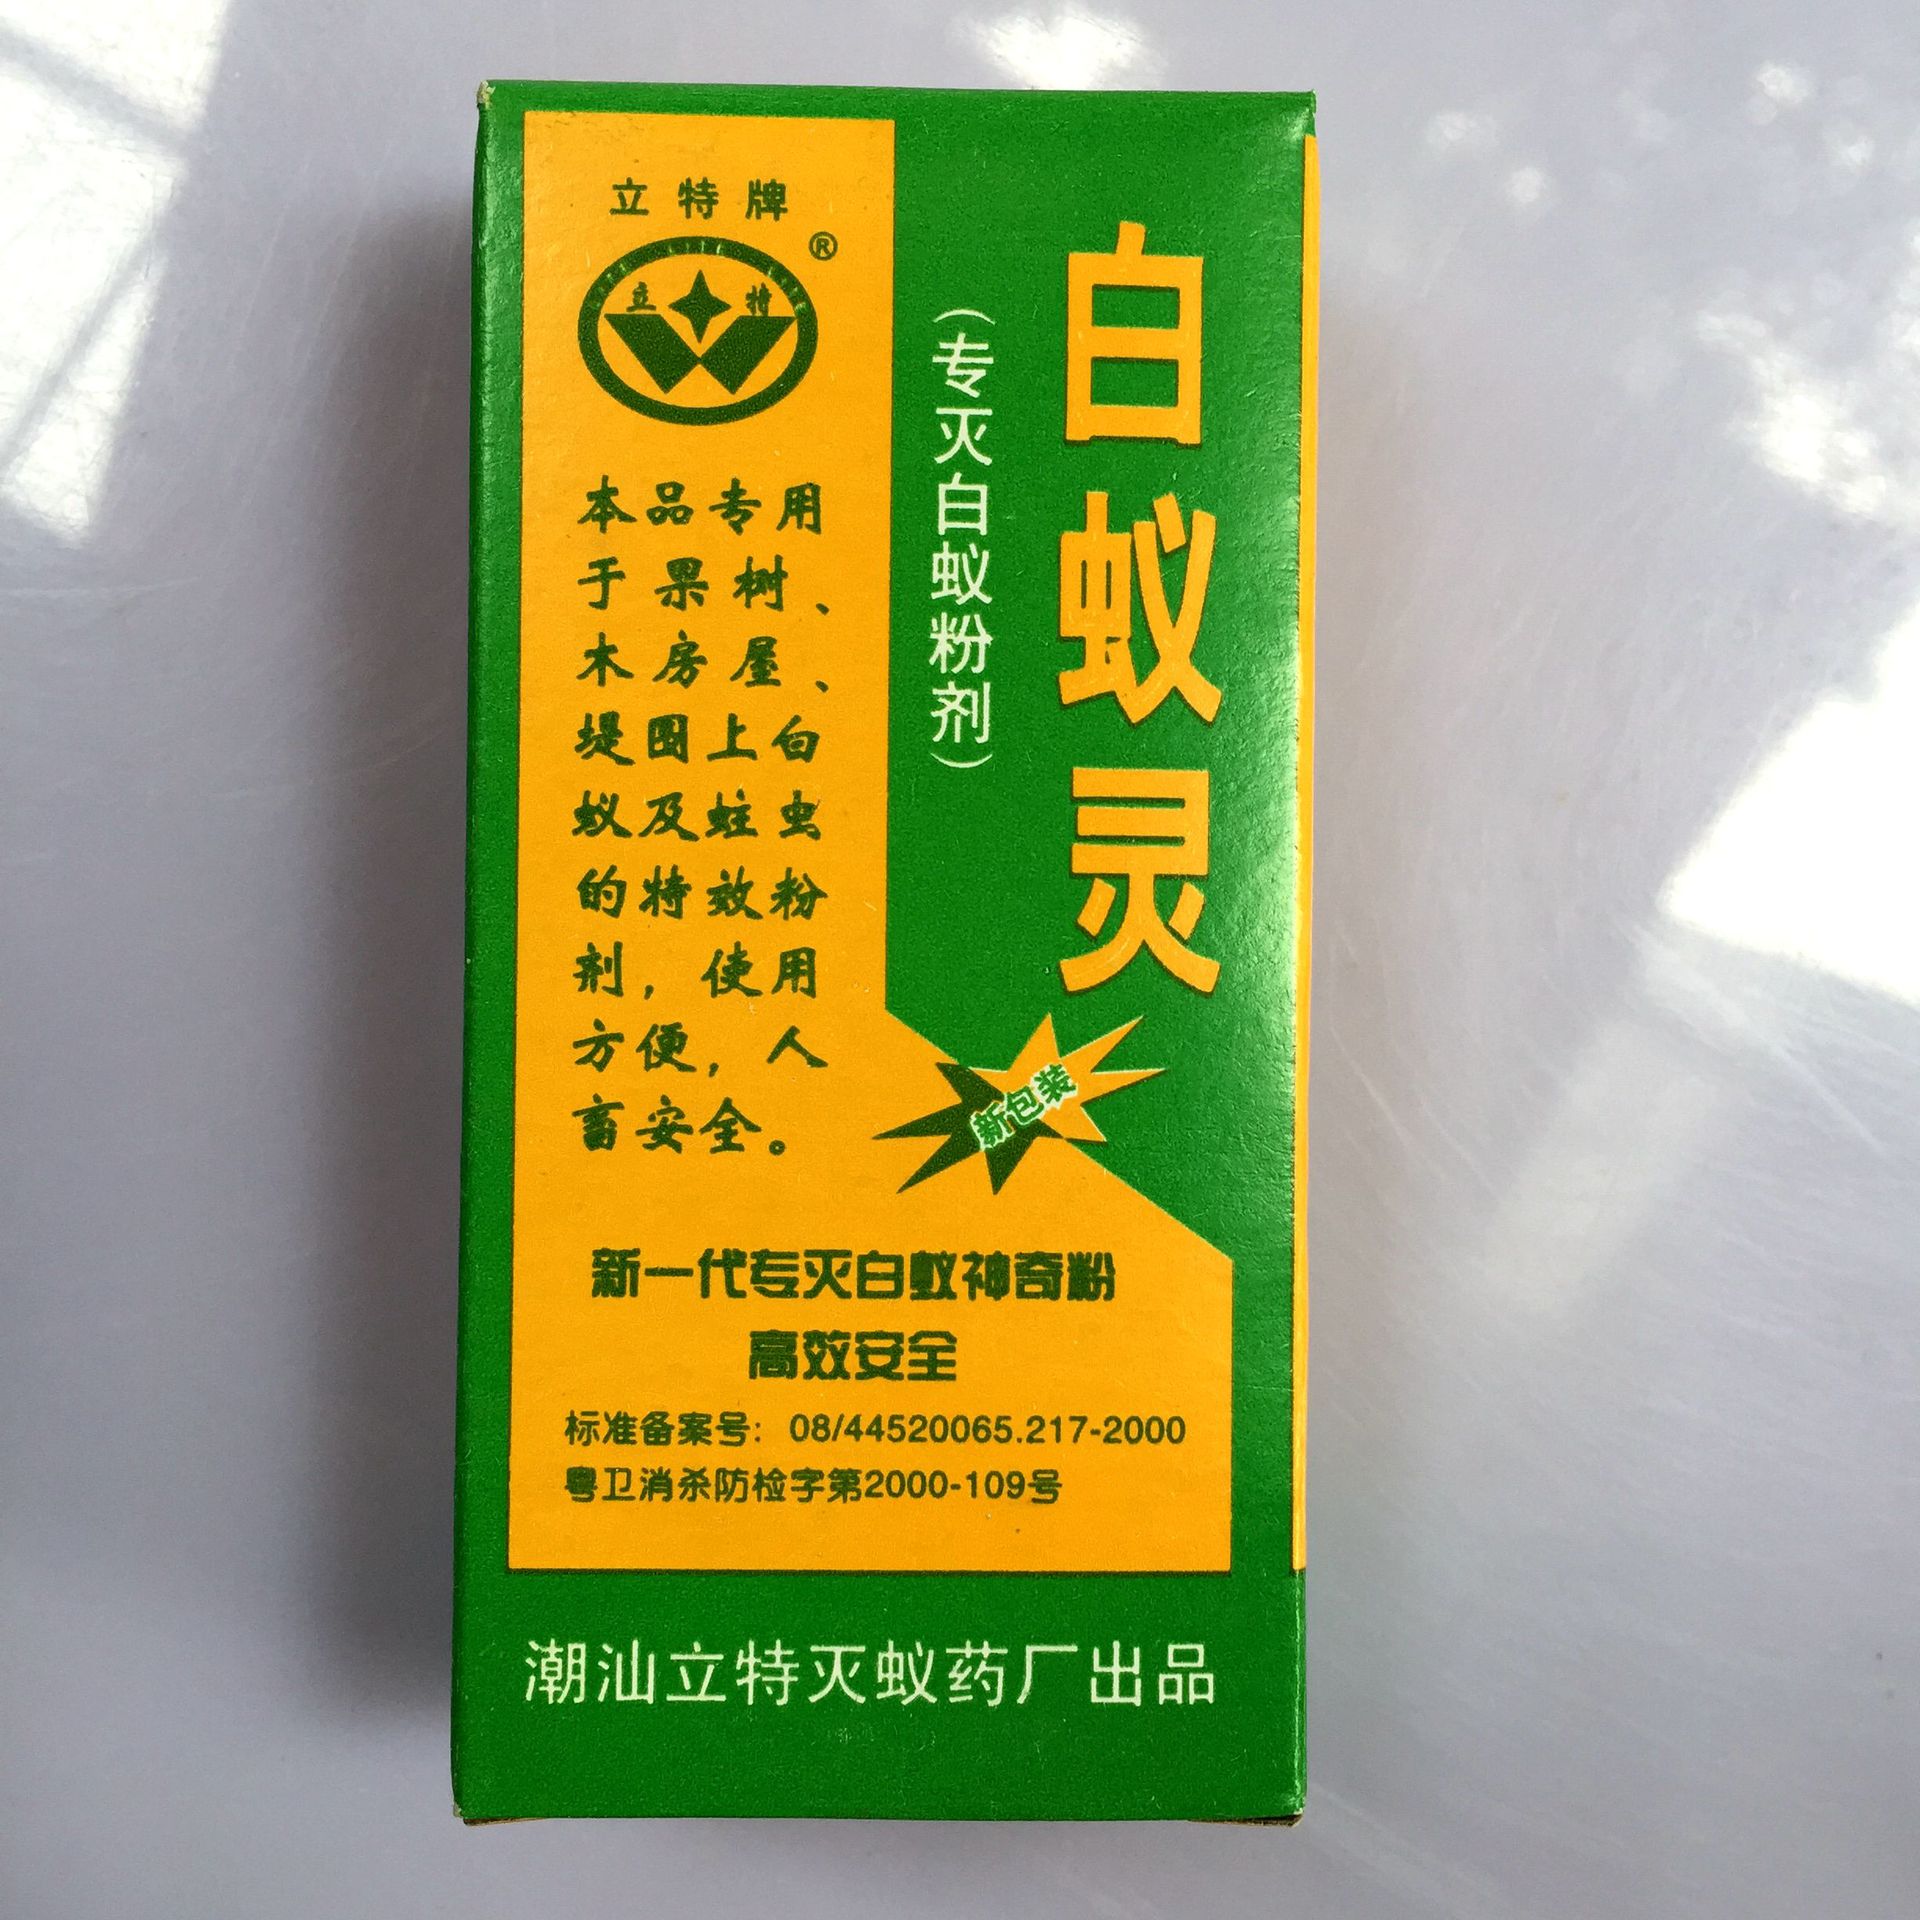 立特牌
®
立 特
白蚁灵
(专灭白蚁粉剂)
本品专用
于果树、
木房屋、
堤围上白
蚁及蛀虫
的特效粉
剂，使用
方便，人
畜安全。
新包装
新一代专灭白蚁神奇粉
高效安全
标准备案号：08/44520065.217-2000
粤卫消杀防检字第2000-109号
潮汕立特灭蚁药厂出品